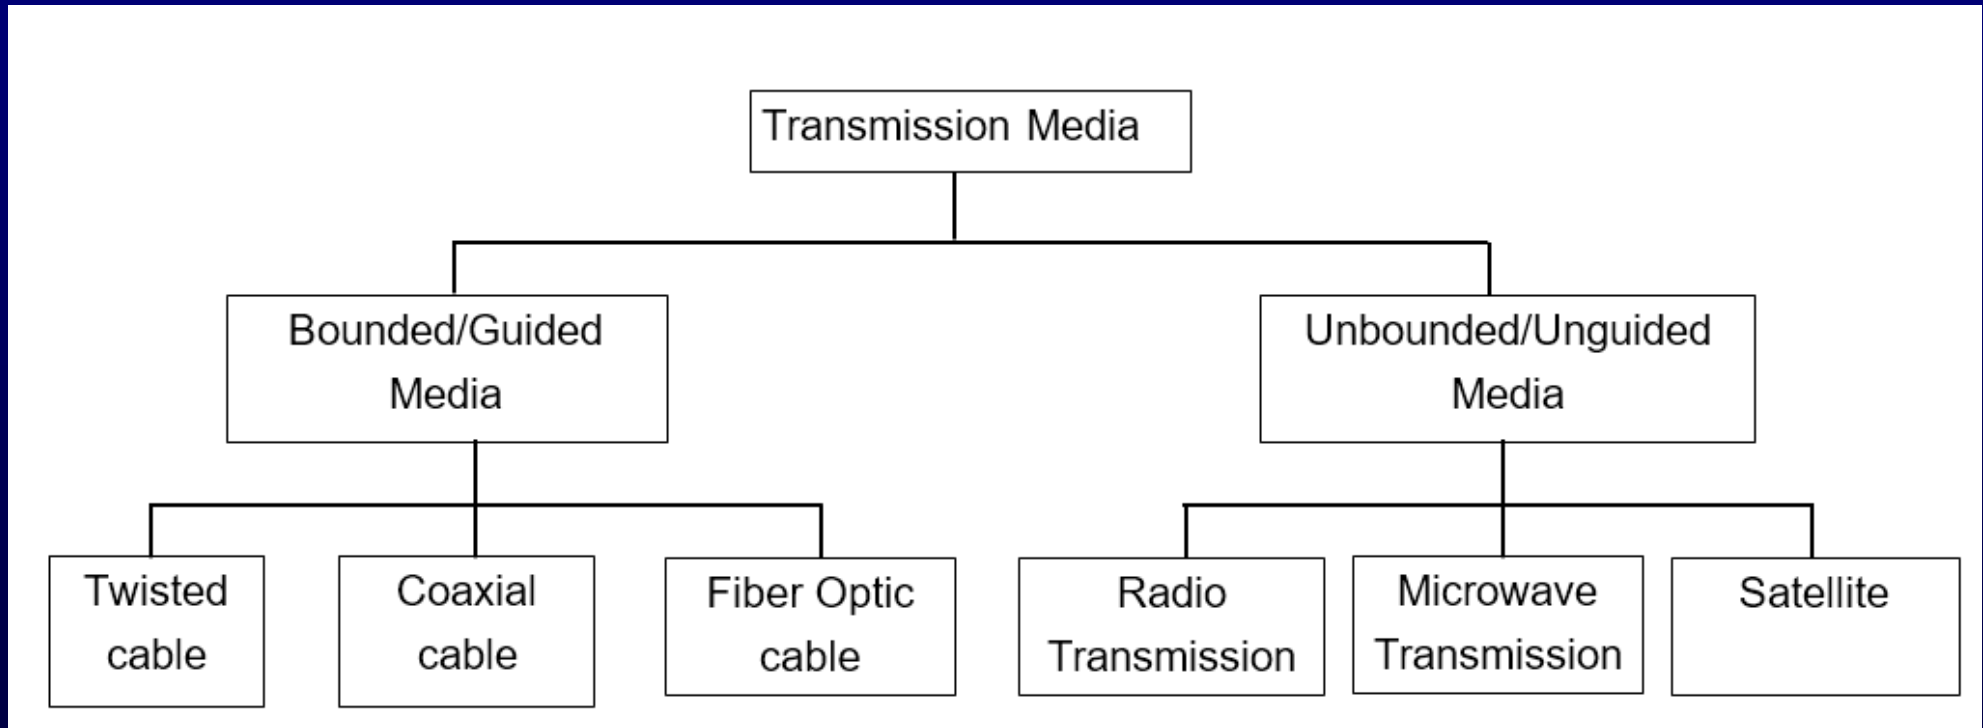 Transmission Media
Bounded/Guided
Media
Unbounded/Unguided
Media
Twisted
cable
Coaxial
cable
Fiber Optic
cable
Radio
Transmission
Microwave
Transmission
Satellite